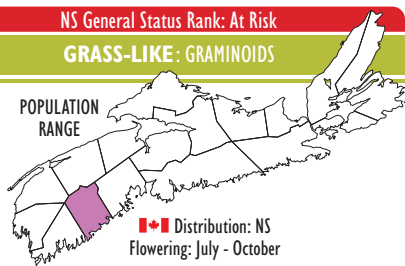 NS General Status Rank: At Risk
GRASS-LIKE: GRAMINOIDS
POPULATION
RANGE
Distribution: NS
Flowering: July - October